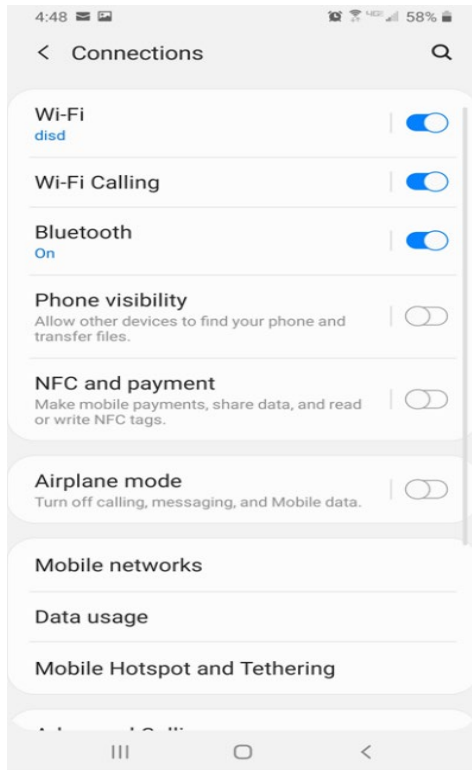 4:48 58%
Connections
Wi-Fi
disd
Wi-Fi Calling
Bluetooth
On
Phone visibility
Allow other devices to find your phone and
transfer files.
NFC and payment
Make mobile payments, share data, and read
or write NFC tags.
Airplane mode
Turn off calling, messaging, and Mobile data.
Mobile networks
Data usage
Mobile Hotspot and Tethering